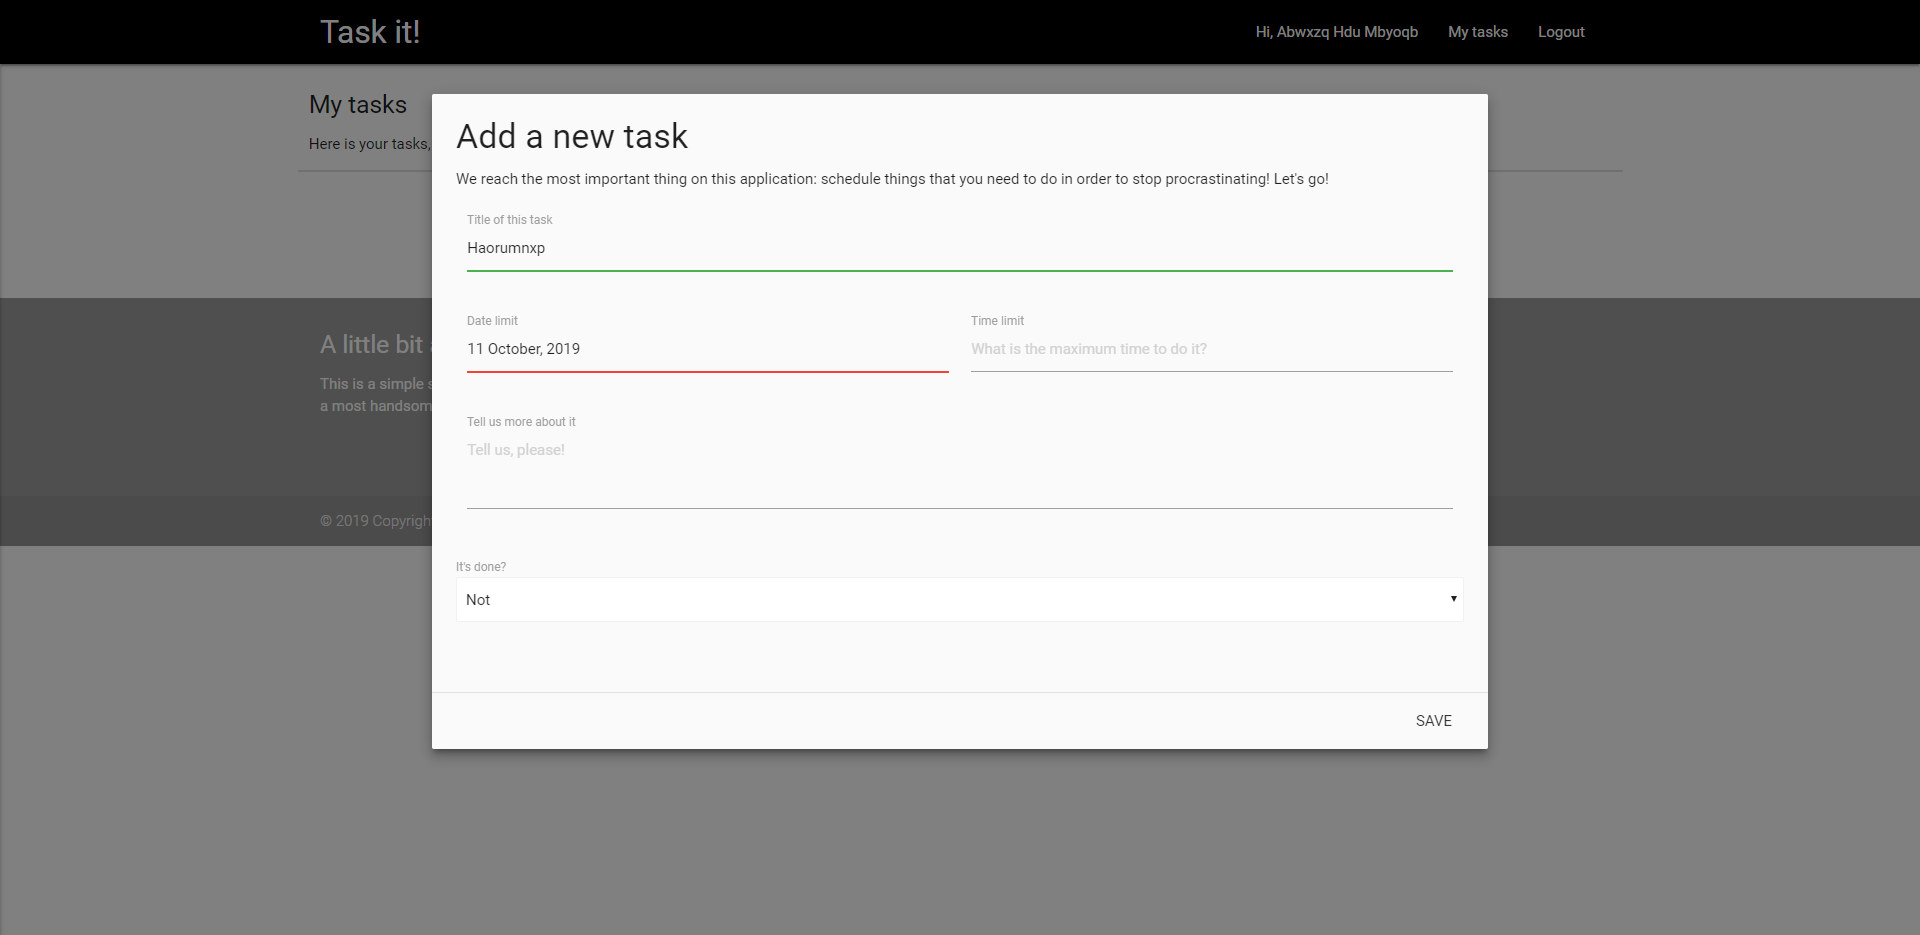 Task it!
Hi, Abwxzq Hdu Mbyoqb
My tasks
Logout
My tasks
Here is your tasks,
Add a new task
We reach the most important thing on this application: schedule things that you need to do in order to stop procrastinating! Let's go!
Title of this task
Haorumnxp
Date limit
Time limit
11 October, 2019
What is the maximum time to do it?
Tell us more about it
Tell us, please!
A little bit
This is a simple
a most
© 2019
It's done?
Not
SAVE